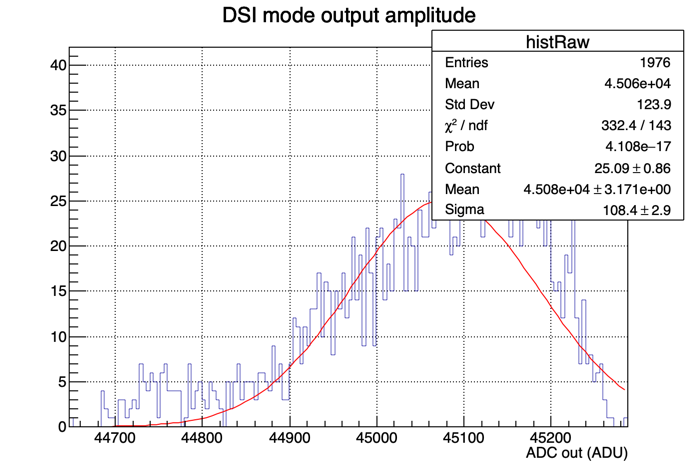 DSI mode output amplitude
histRaw
Entries 1976
Mean 4.506e+04
Std Dev 123.9
χ² / ndf 332.4 / 143
Prob 4.108e−17
Constant 25.09 ± 0.86
Mean 4.508e+04 ± 3.171e+00
Sigma 108.4 ± 2.9
40
35
30
25
20
15
10
5
0
44700 44800 44900 45000 45100 45200
ADC out (ADU)